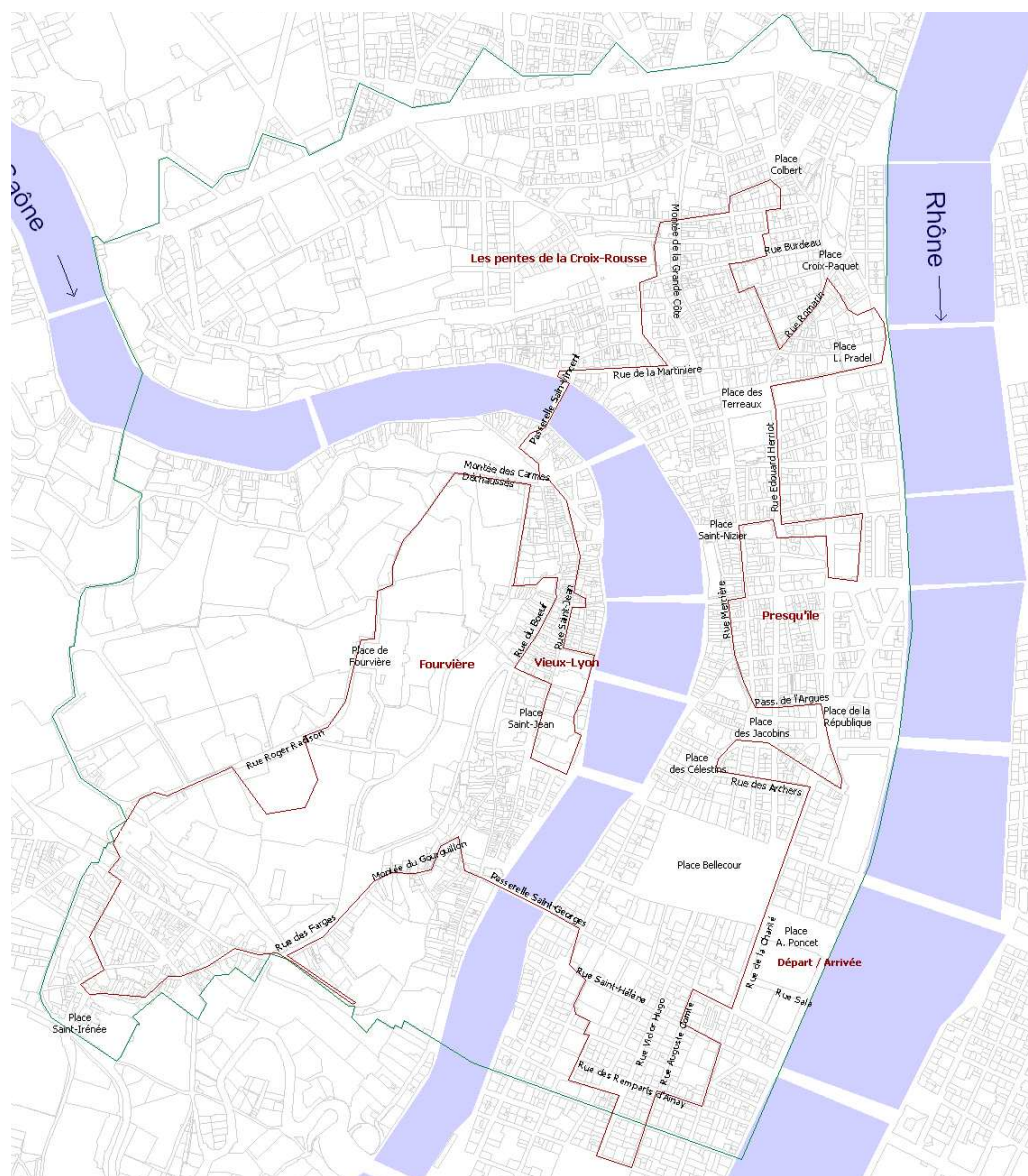 Place
Colbert
Saône
Rhône
Montée de la Grande Côte
Rue Burdeau
Les pentes de la Croix-Rousse
Place
Croix-Paquet
Rue Romarin
Place
L. Pradel
Passerelle Saint-Vincent
Rue de la Martinière
Place des
Terreaux
Rue Edouard Herriot
Montée des Carmes
Déchaussés
Place
Saint-Nizier
Rue du Boeuf
Rue Saint-Jean
Rue Mercière
Presqu'île
Place de
Fourvière
Fourvière
Vieux-Lyon
Pass. de l'Argues
Place
Saint-Jean
Place
des Jacobins
Place de la
République
Rue Roger Radisson
Place
des Célestins
Rue des Archers
Montée du Gourguillon
Place Bellecour
Passerelle Saint-Georges
Rue des Farges
Place
A. Poncet
Départ / Arrivée
Rue de la Charité
Rue Saint-Hélène
Rue Sala
Rue Victor Hugo
Rue Auguste Comte
Place
Saint-Irénée
Rue des Remparts d'Ainay